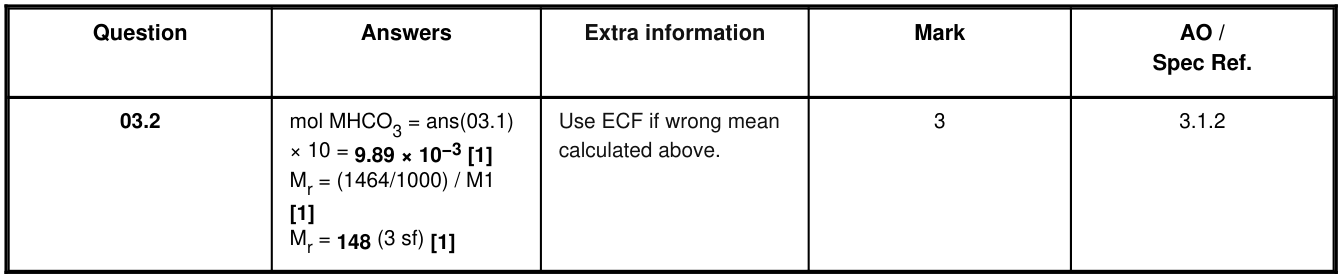 Question Answers Extra information Mark AO /
Spec Ref.
03.2
mol MHCO₃ = ans(03.1)
× 10 = 9.89 × 10⁻³ [1]
Mᵣ = (1464/1000) / M1
[1]
Mᵣ = 148 (3 sf) [1]
Use ECF if wrong mean
calculated above.
3
3.1.2